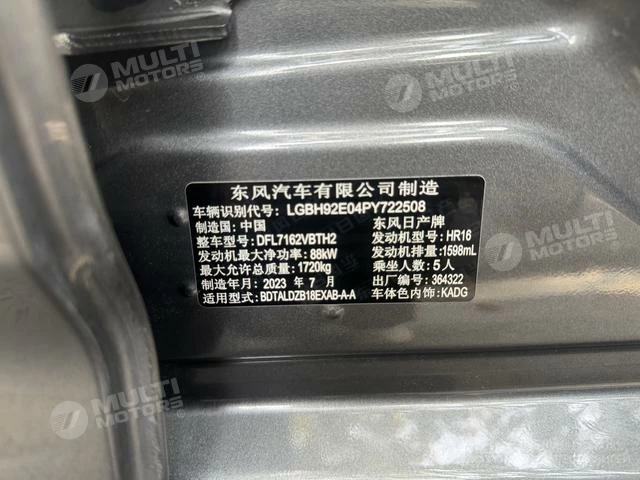 MULTI MOTORS
MULTI MOTORS
东风汽车有限公司制造
车辆识别代号: LGBH92E04PY722508
制造国: 中国 东风日产牌
整车型号: DFL7162VBTH2 发动机型号: HR16
发动机最大净功率: 88kW 发动机排量: 1598mL
最大允许总质量: 1720kg 乘坐人数: 5人
制造年月: 2023 年 7 月 出厂编号: 364322
适用型式: BDTALDZB18EXAB-A-A 车体色内饰: KADG
MULTI MOTORS
MULTI MOTORS